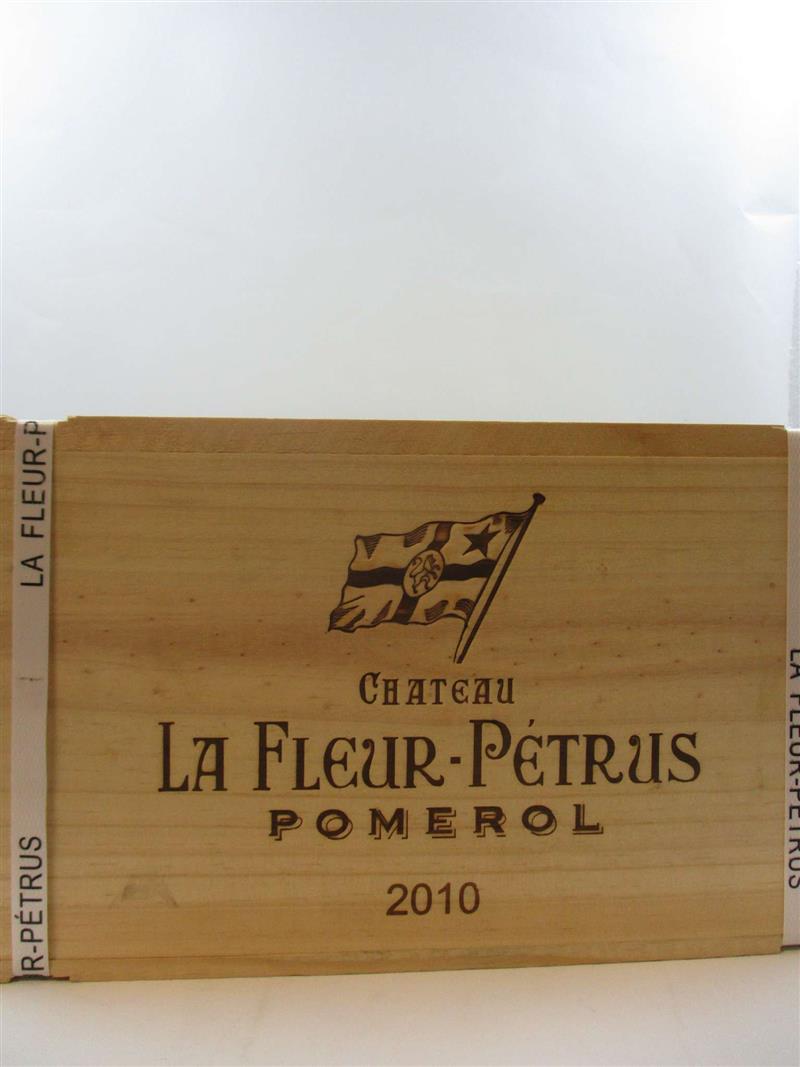 LA FLEUR-P
R-PÉTRUS
CHATEAU
LA FLEUR-PÉTRUS
POMEROL
2010
LA FLEUR-PÉTRUS